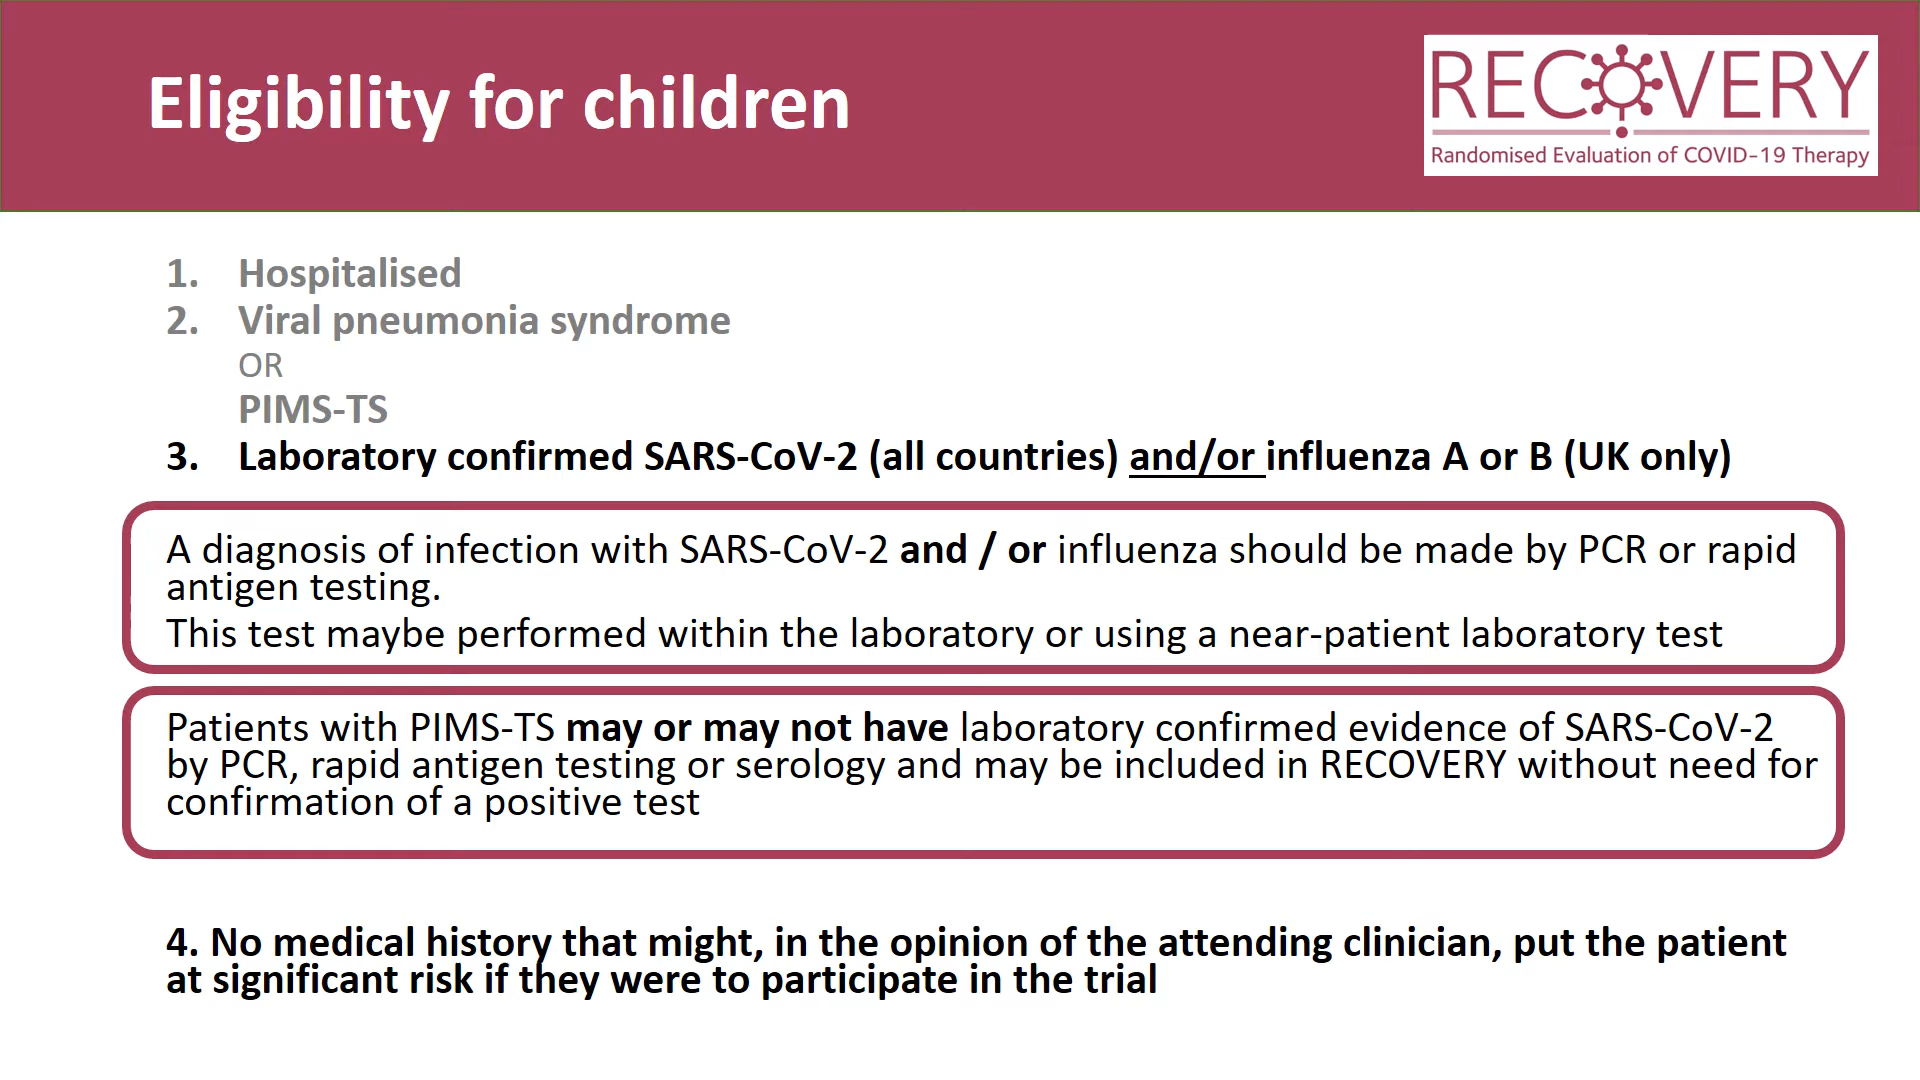 Eligibility for children
RECOVERY
Randomised Evaluation of COVID-19 Therapy
1. Hospitalised
2. Viral pneumonia syndrome
OR
PIMS-TS
3. Laboratory confirmed SARS-CoV-2 (all countries) and/or influenza A or B (UK only)
A diagnosis of infection with SARS-CoV-2 and / or influenza should be made by PCR or rapid
antigen testing.
This test maybe performed within the laboratory or using a near-patient laboratory test
Patients with PIMS-TS may or may not have laboratory confirmed evidence of SARS-CoV-2
by PCR, rapid antigen testing or serology and may be included in RECOVERY without need for
confirmation of a positive test
4. No medical history that might, in the opinion of the attending clinician, put the patient
at significant risk if they were to participate in the trial